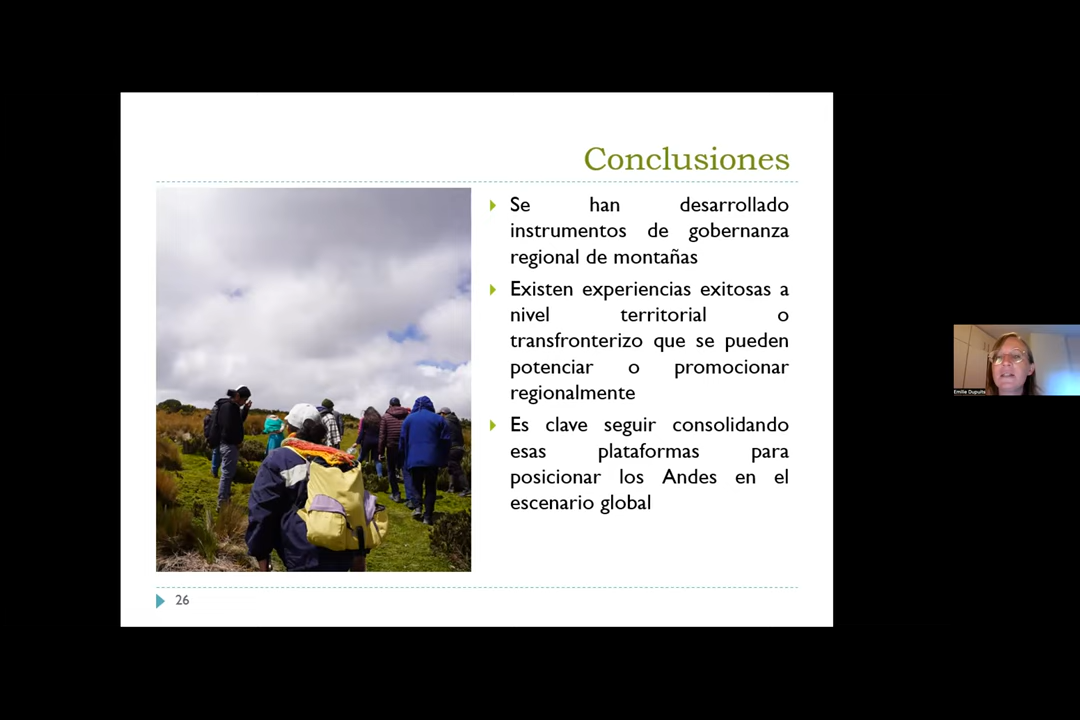 Conclusiones
Se han desarrollado
instrumentos de gobernanza
regional de montañas
Existen experiencias exitosas a
nivel territorial o
transfronterizo que se pueden
potenciar o promocionar
regionalmente
Es clave seguir consolidando
esas plataformas para
posicionar los Andes en el
escenario global
26
Emilie Dupuits